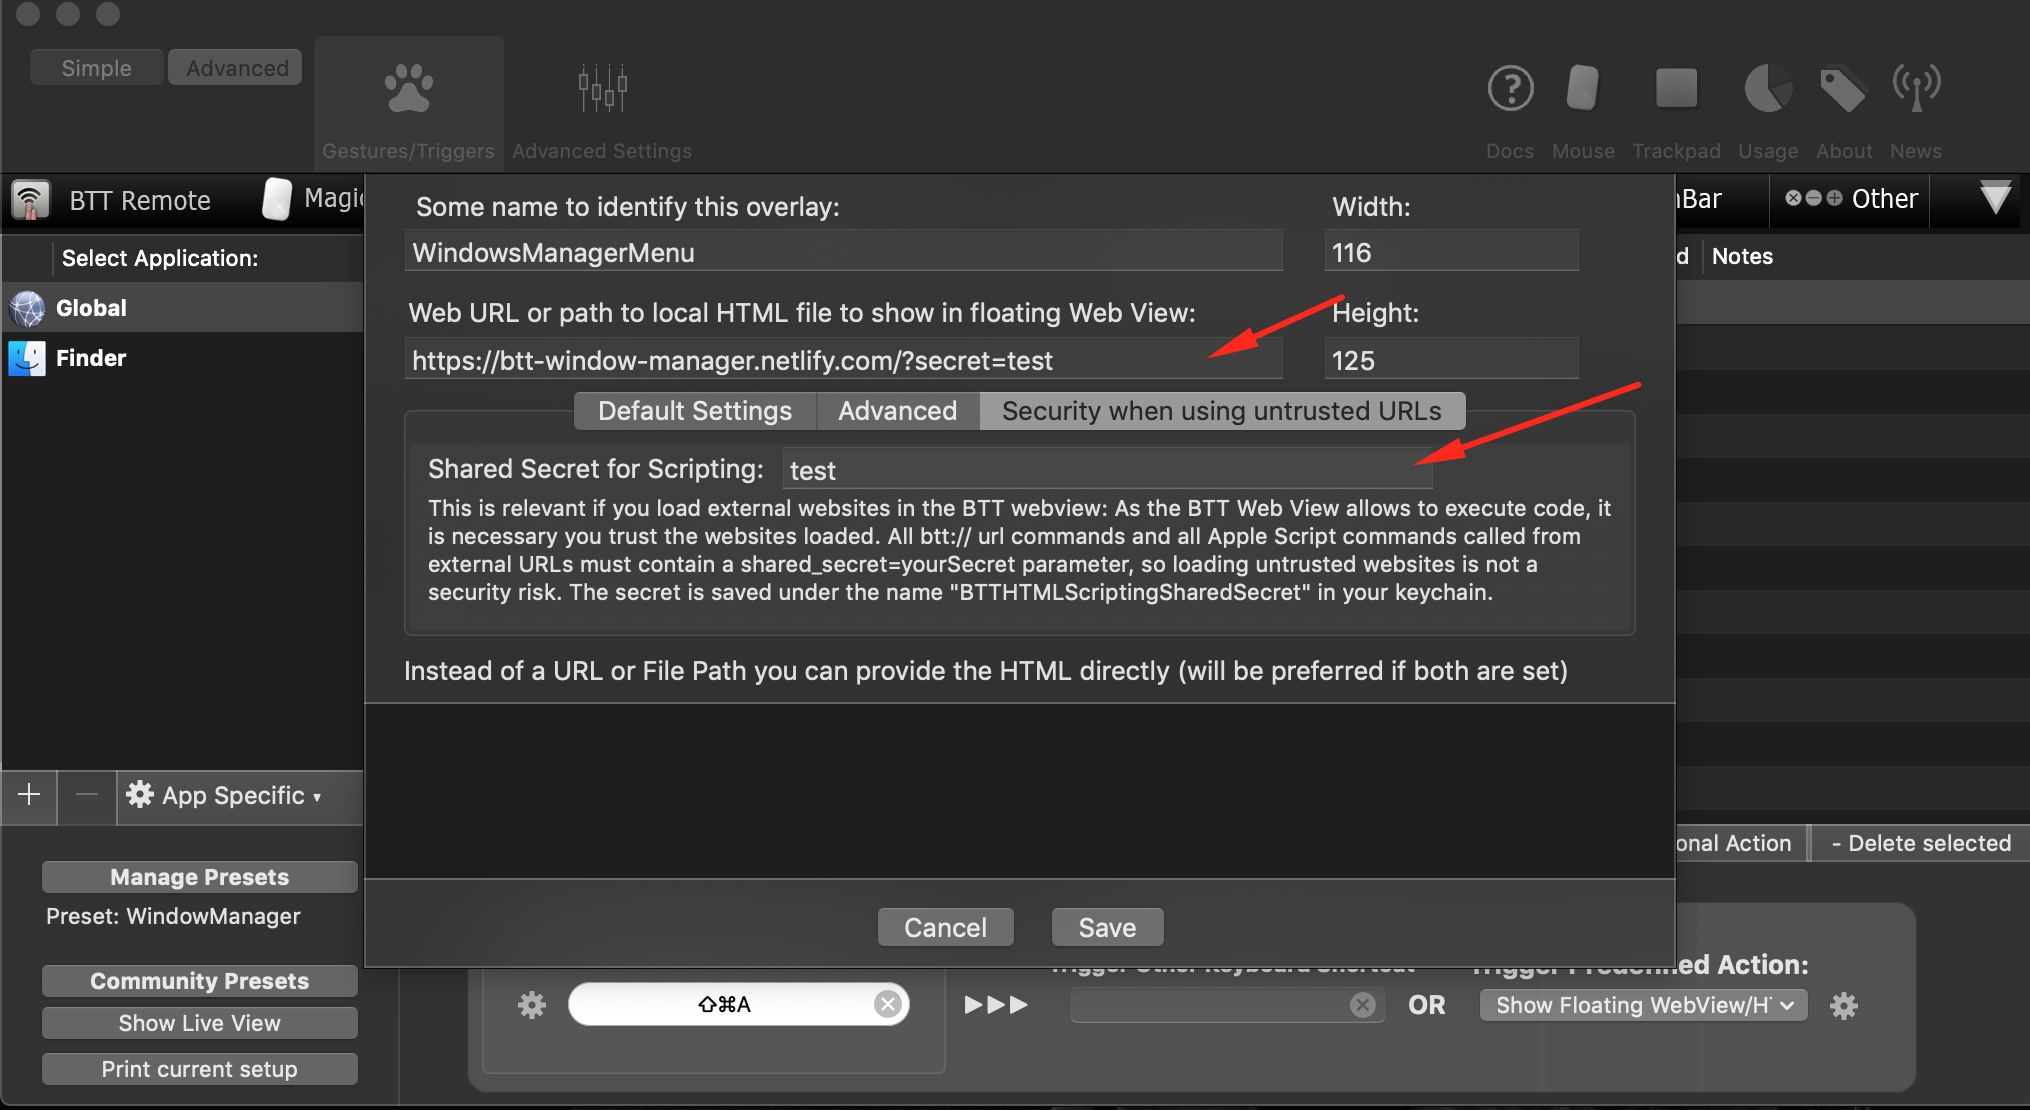 Simple
Advanced
Gestures/Triggers
Advanced Settings
Docs
Mouse
Trackpad
Usage
About
News
BTT Remote
Other
Select Application:
Notes
Global
Finder
Some name to identify this overlay:
Width:
WindowsManagerMenu
116
Web URL or path to local HTML file to show in floating Web View:
Height:
https://btt-window-manager.netlify.com/?secret=test
125
Default Settings
Advanced
Security when using untrusted URLs
Shared Secret for Scripting:
test
This is relevant if you load external websites in the BTT webview: As the BTT Web View allows to execute code, it
is necessary you trust the websites loaded. All btt:// url commands and all Apple Script commands called from
external URLs must contain a shared_secret=yourSecret parameter, so loading untrusted websites is not a
security risk. The secret is saved under the name "BTTHTMLScriptingSharedSecret" in your keychain.
Instead of a URL or File Path you can provide the HTML directly (will be preferred if both are set)
App Specific
Action
- Delete selected
Manage Presets
Preset: WindowManager
Cancel
Save
Community Presets
Show Live View
Print current setup
Action:
⇧⌘A
OR
Show Floating WebView/H